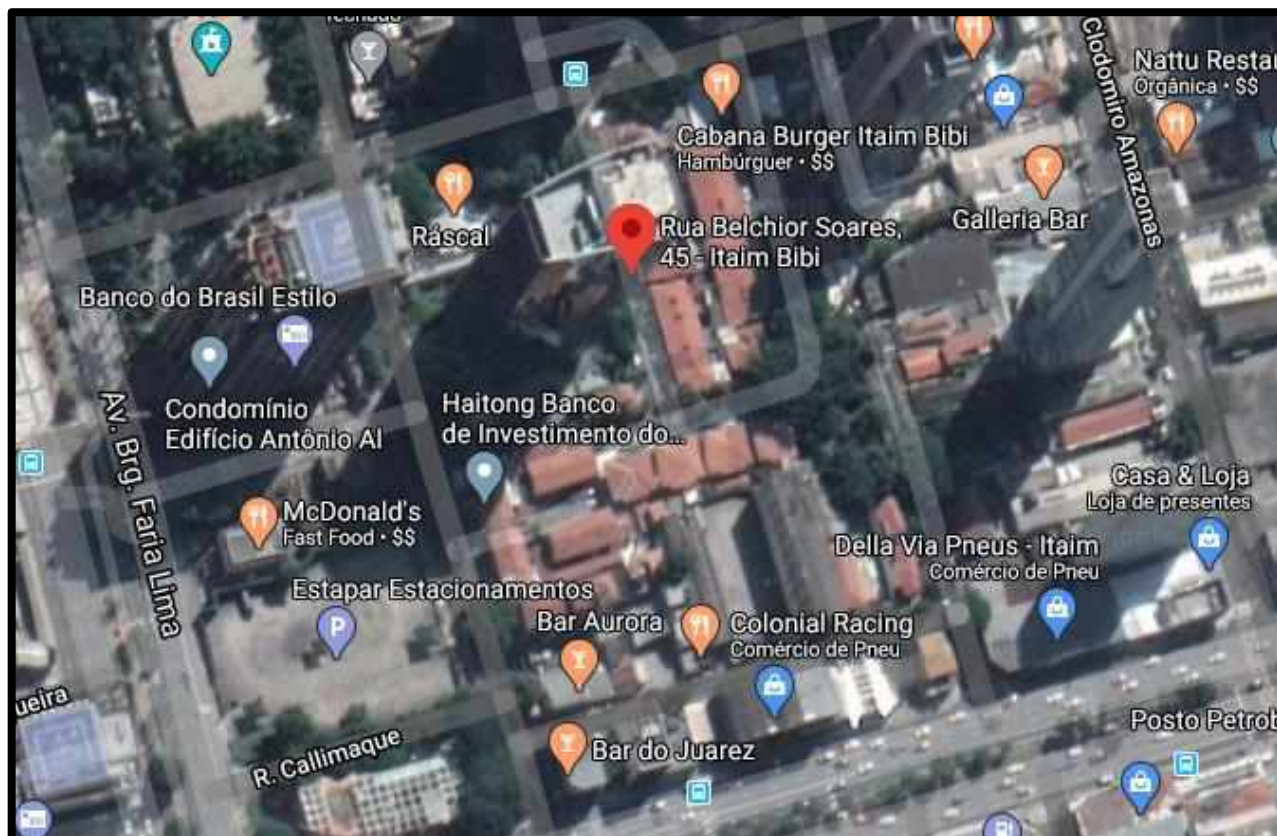 Clodomiro Amazonas
Nattu Restau
Orgânica • $$
Cabana Burger Itaim Bibi
Hambúrguer • $$
Ráscal
Rua Belchior Soares,
45 - Itaim Bibi
Galleria Bar
Banco do Brasil Estilo
Condomínio
Edifício Antônio Al
Haitong Banco
de Investimento do...
Av. Brg. Faria Lima
McDonald's
Fast Food • $$
Casa & Loja
Loja de presentes
Della Via Pneus - Itaim
Comércio de Pneu
Estapar Estacionamentos
P
Bar Aurora
Colonial Racing
Comércio de Pneu
ueira
R. Callimaque
Bar do Juarez
Posto Petrob